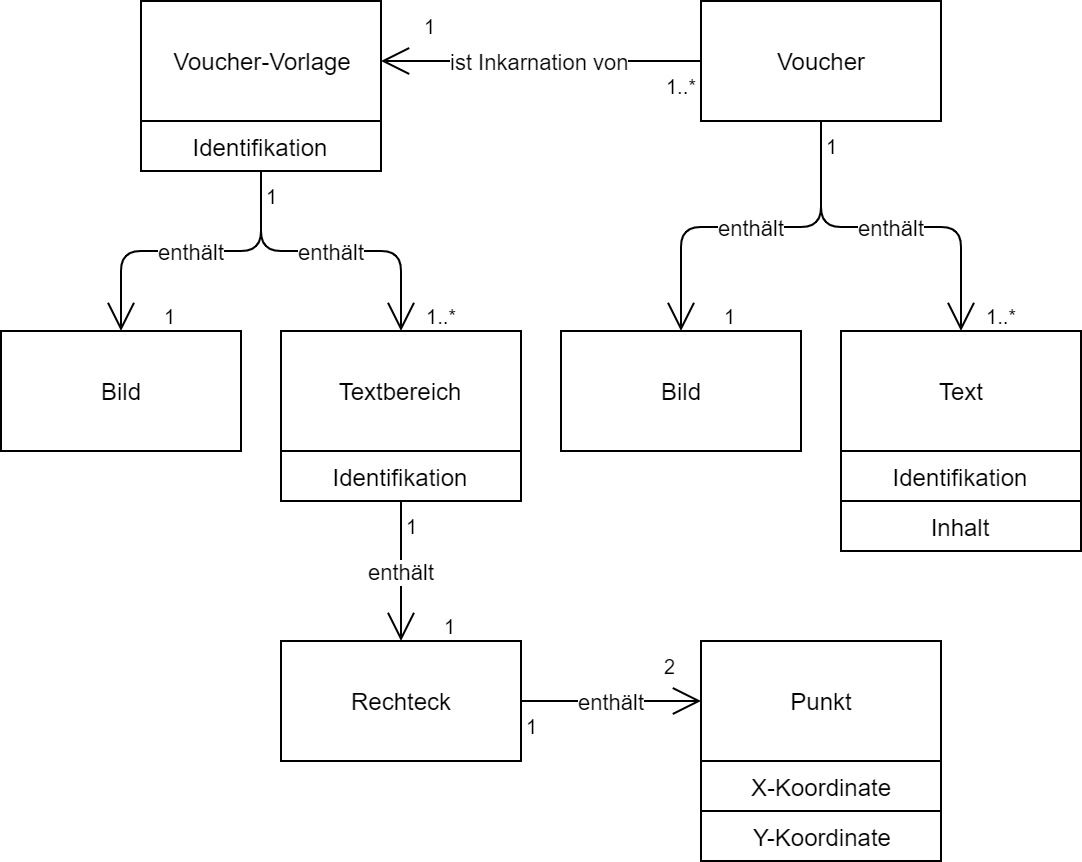 1
Voucher-Vorlage
ist Inkarnation von
Voucher
1..*
Identifikation
1
1
enthält
enthält
enthält
enthält
1
1..*
1
1..*
Bild
Textbereich
Bild
Text
Identifikation
Identifikation
1
Inhalt
enthält
1
2
Rechteck
enthält
Punkt
1
X-Koordinate
Y-Koordinate